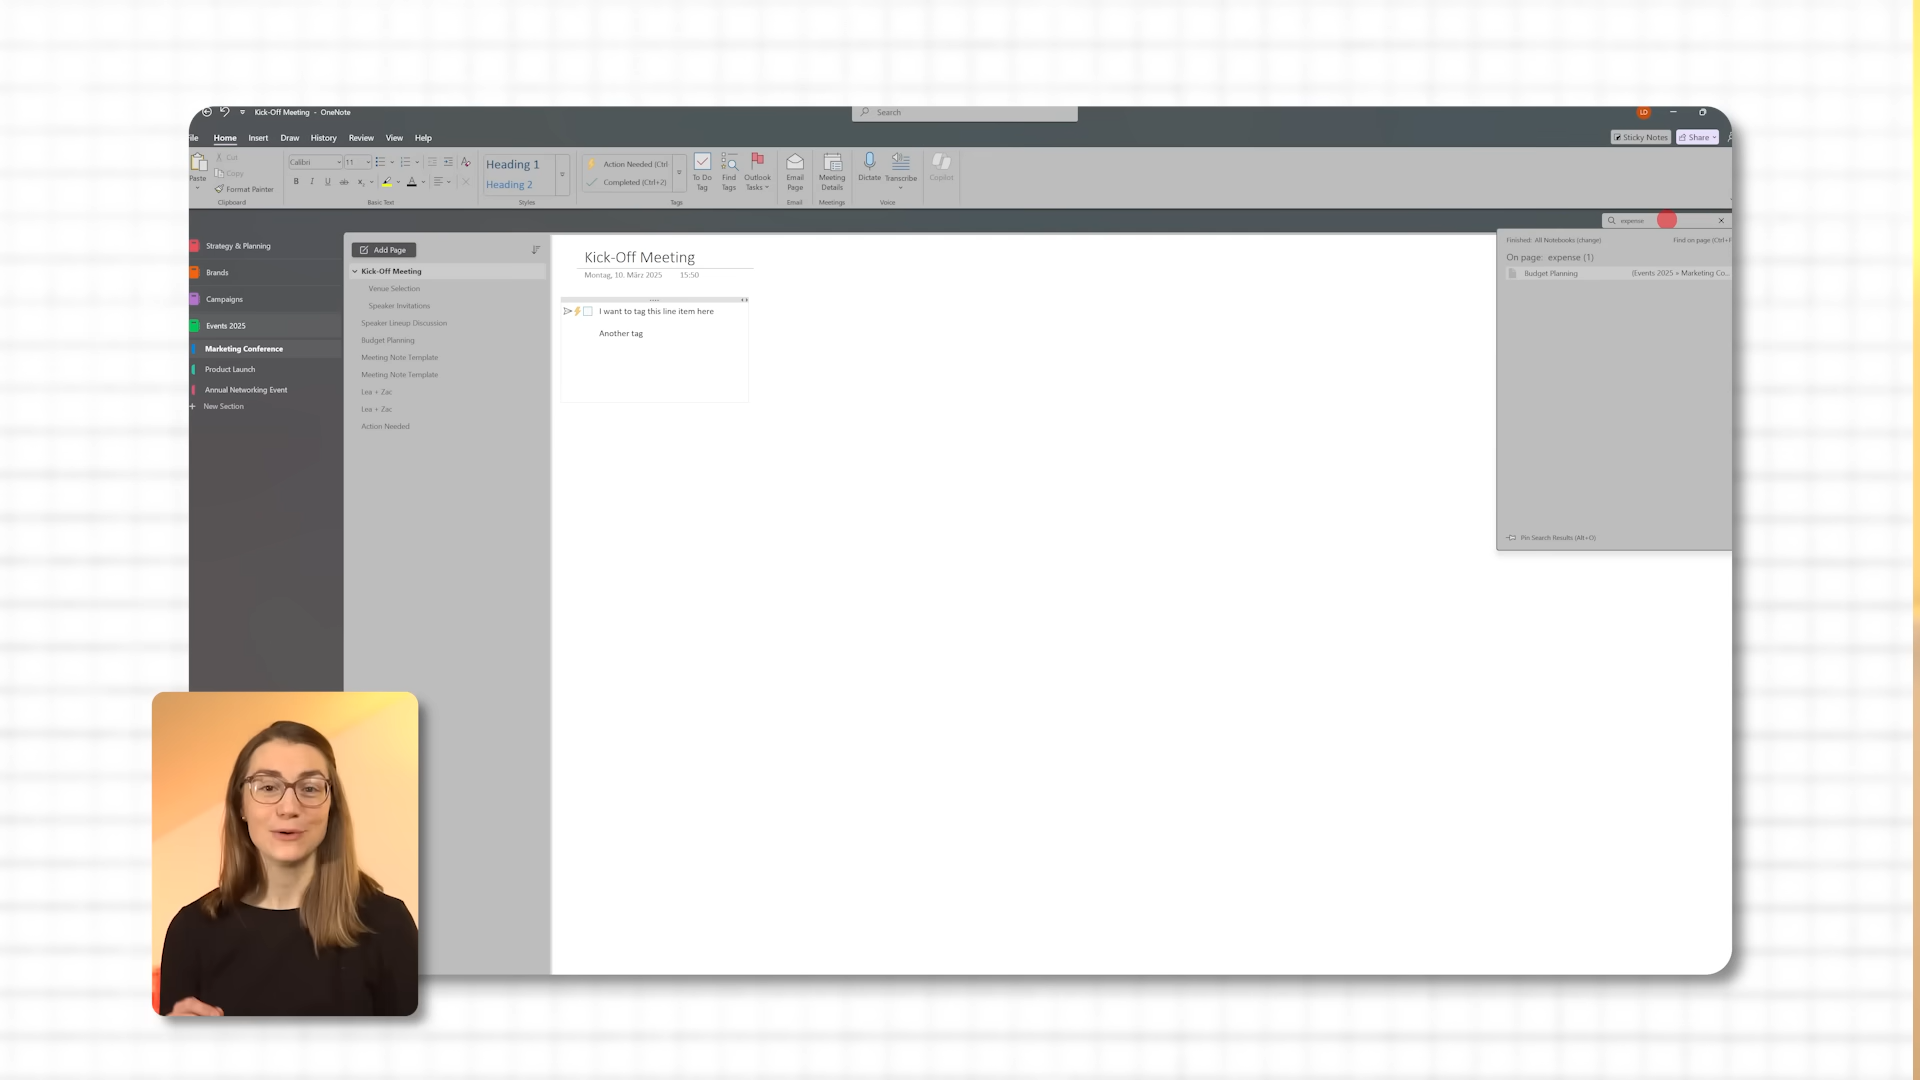 Kick-Off Meeting - OneNote
Search
LD
Home Insert Draw History Review View Help
Sticky Notes
Share
Paste
Cut
Copy
Format Painter
Clipboard
Calibri 11
B I U ab
Basic Text
Heading 1
Heading 2
Styles
Action Needed (Ctrl
Completed (Ctrl+2)
Tags
To Do Tag
Find Tags
Outlook Tasks
Email Page
Email
Meeting Details
Meetings
Dictate
Transcribe
Voice
Copilot
expense
Finished: All Notebooks (change)
On page: expense (1)
Budget Planning (Events 2025 » Marketing Co...
Pin Search Results (Alt+O)
Strategy & Planning
Brands
Campaigns
Events 2025
Marketing Conference
Product Launch
Annual Networking Event
New Section
Add Page
Kick-Off Meeting
Venue Selection
Speaker Invitations
Speaker Lineup Discussion
Budget Planning
Meeting Note Template
Meeting Note Template
Lea + Zac
Lea + Zac
Action Needed
Kick-Off Meeting
Montag, 10. März 2025 15:50
I want to tag this line item here
Another tag